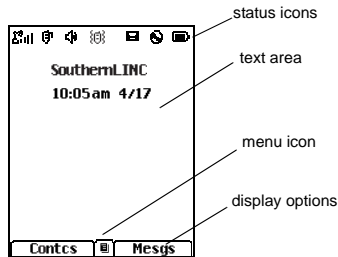 status icons
text area
SouthernLINC
10:05am 4/17
menu icon
display options
Contcs
Mesgs